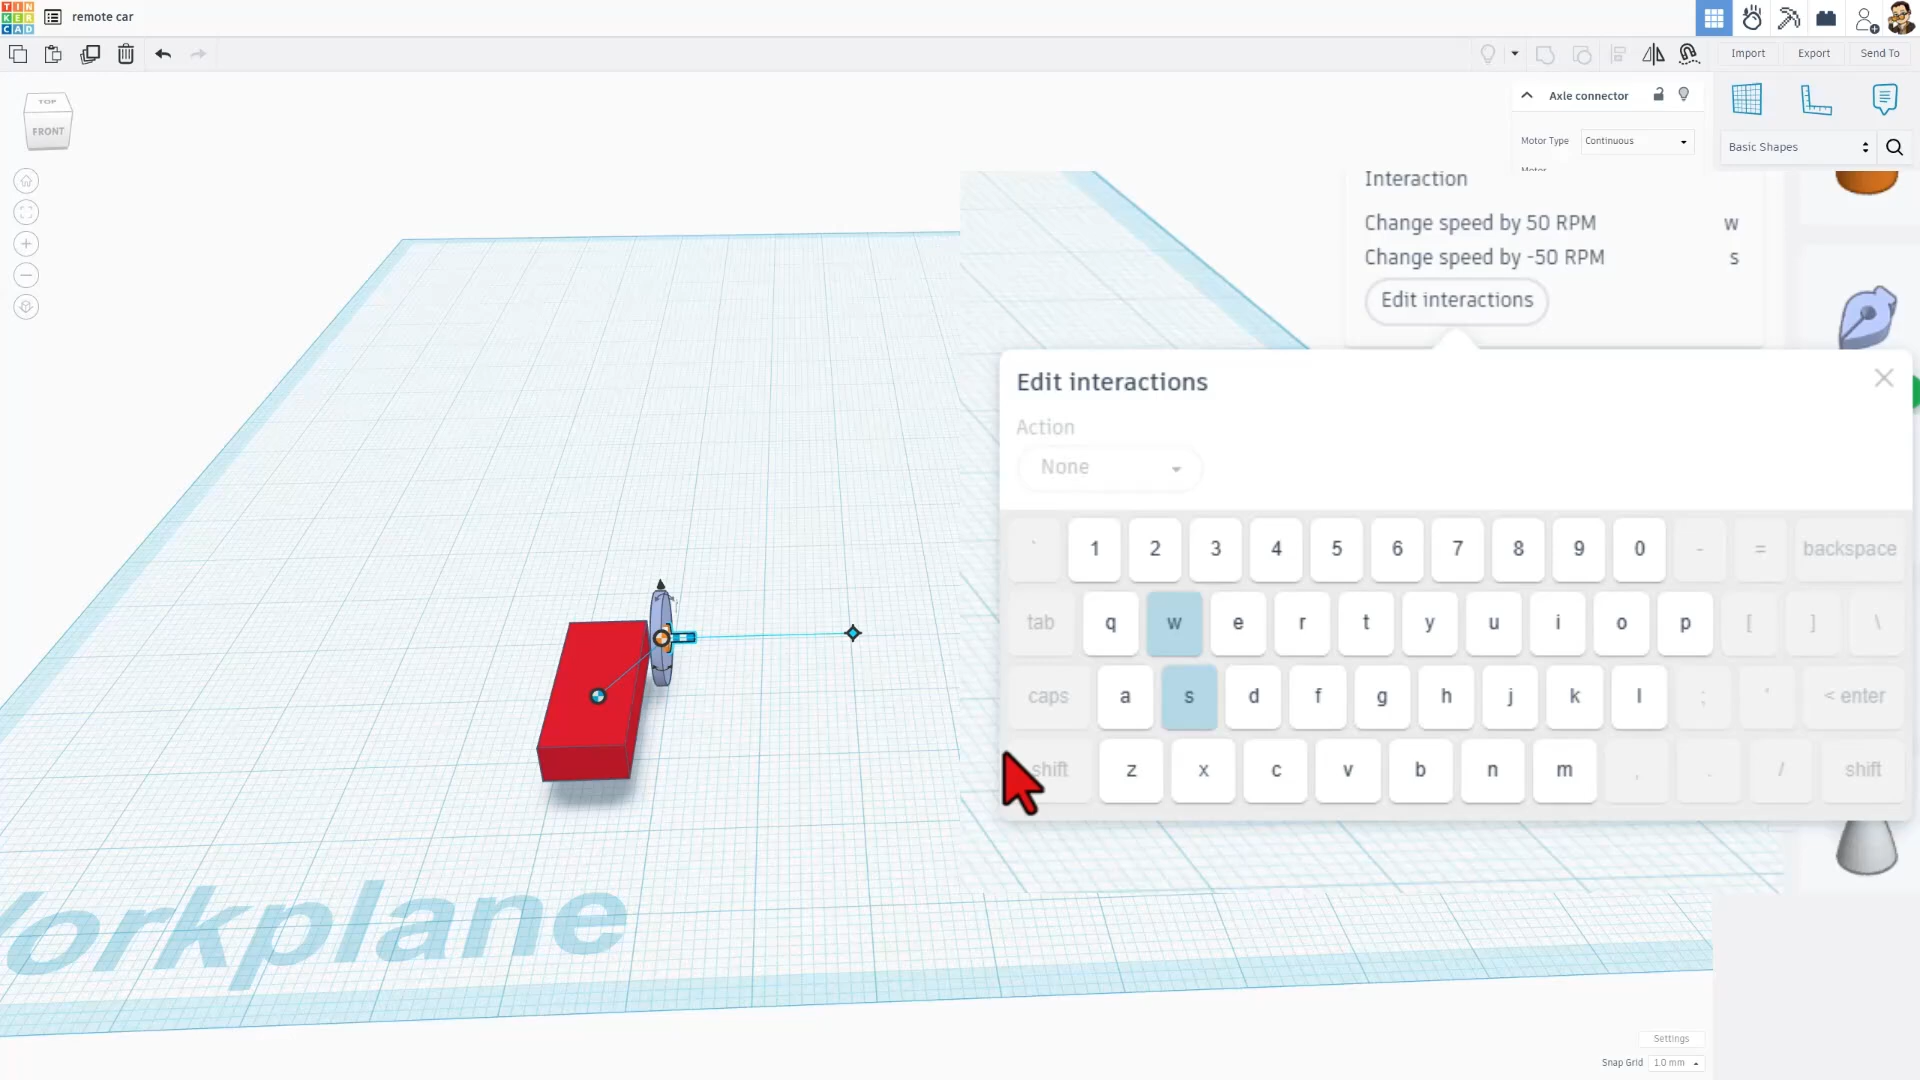 TIN
KER
CAD
remote car
Import
Export
Send To
TOP
FRONT
Axle connector
Motor Type
Continuous
Basic Shapes
Interaction
Change speed by 50 RPM
w
Change speed by -50 RPM
s
Edit interactions
Edit interactions
Action
None
` 1 2 3 4 5 6 7 8 9 0 - = backspace
tab q w e r t y u i o p [ ] \
caps a s d f g h j k l ; ' < enter
shift z x c v b n m , . / shift
orkplane
Settings
Snap Grid
1.0 mm